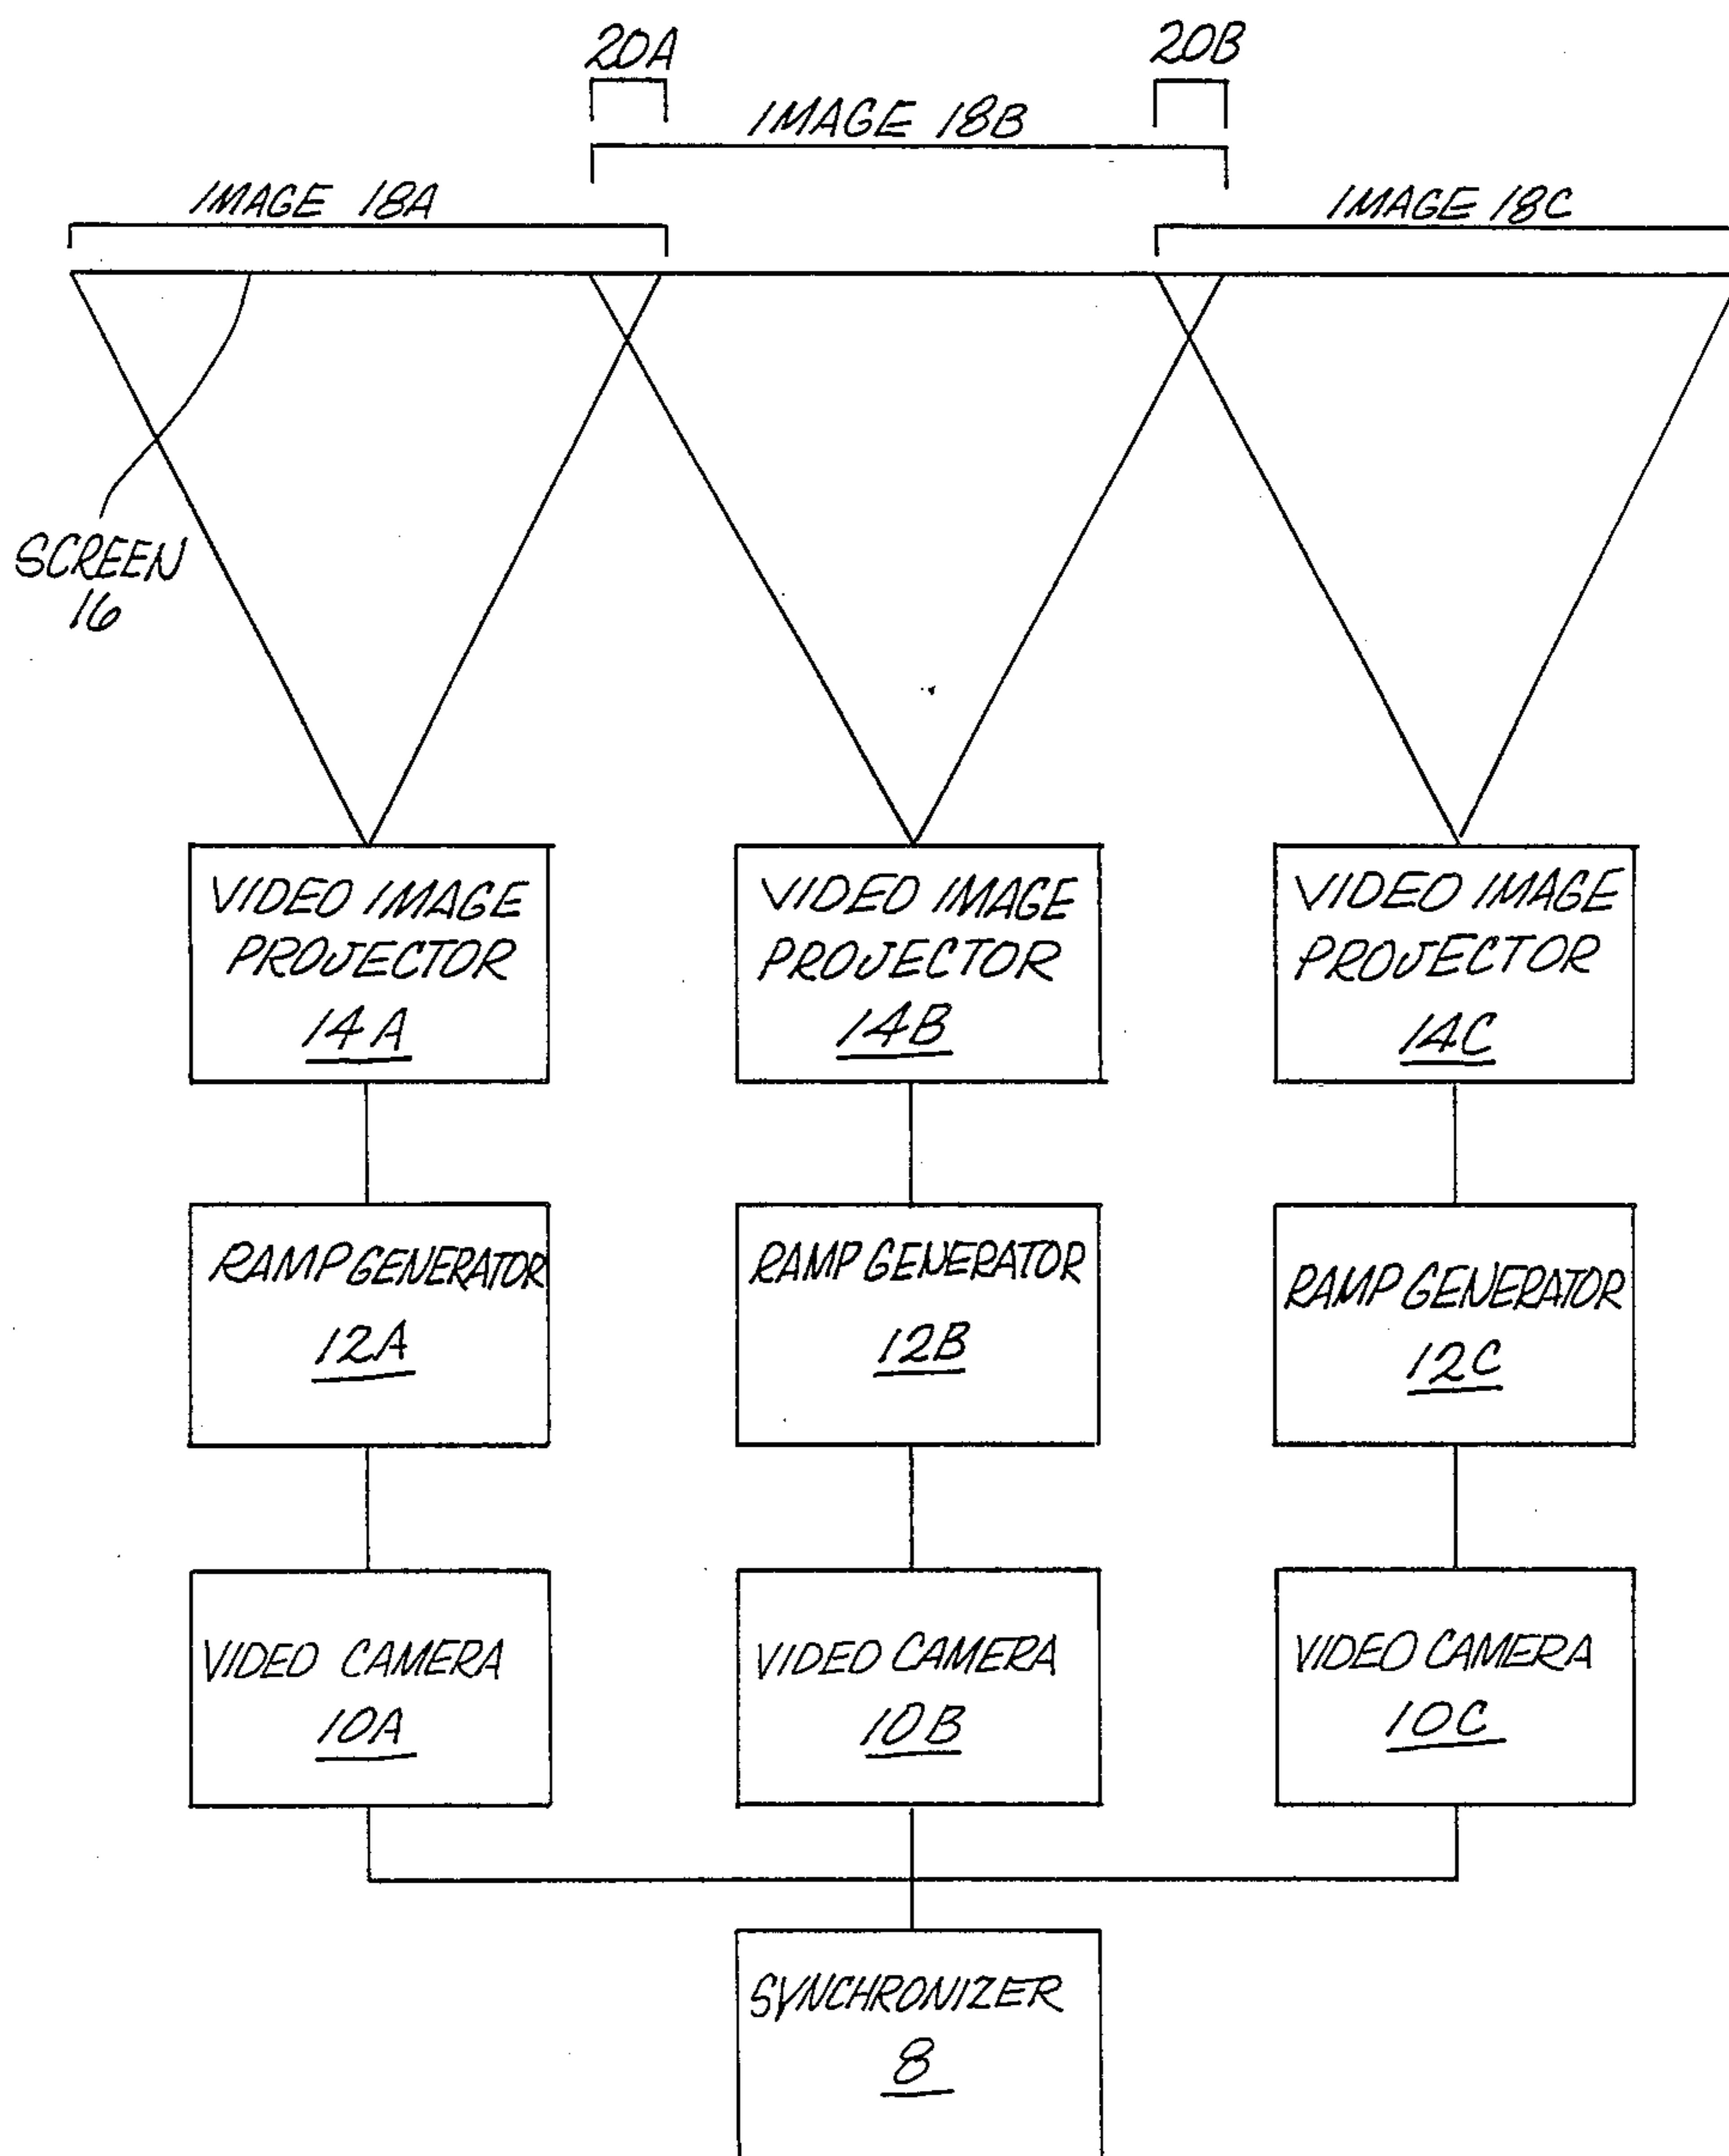 20A
20B
IMAGE 18B
IMAGE 18A
IMAGE 18C
SCREEN
16
VIDEO IMAGE
PROJECTOR
14A
VIDEO IMAGE
PROJECTOR
14B
VIDEO IMAGE
PROJECTOR
14C
RAMP GENERATOR
12A
RAMP GENERATOR
12B
RAMP GENERATOR
12C
VIDEO CAMERA
10A
VIDEO CAMERA
10B
VIDEO CAMERA
10C
SYNCHRONIZER
8